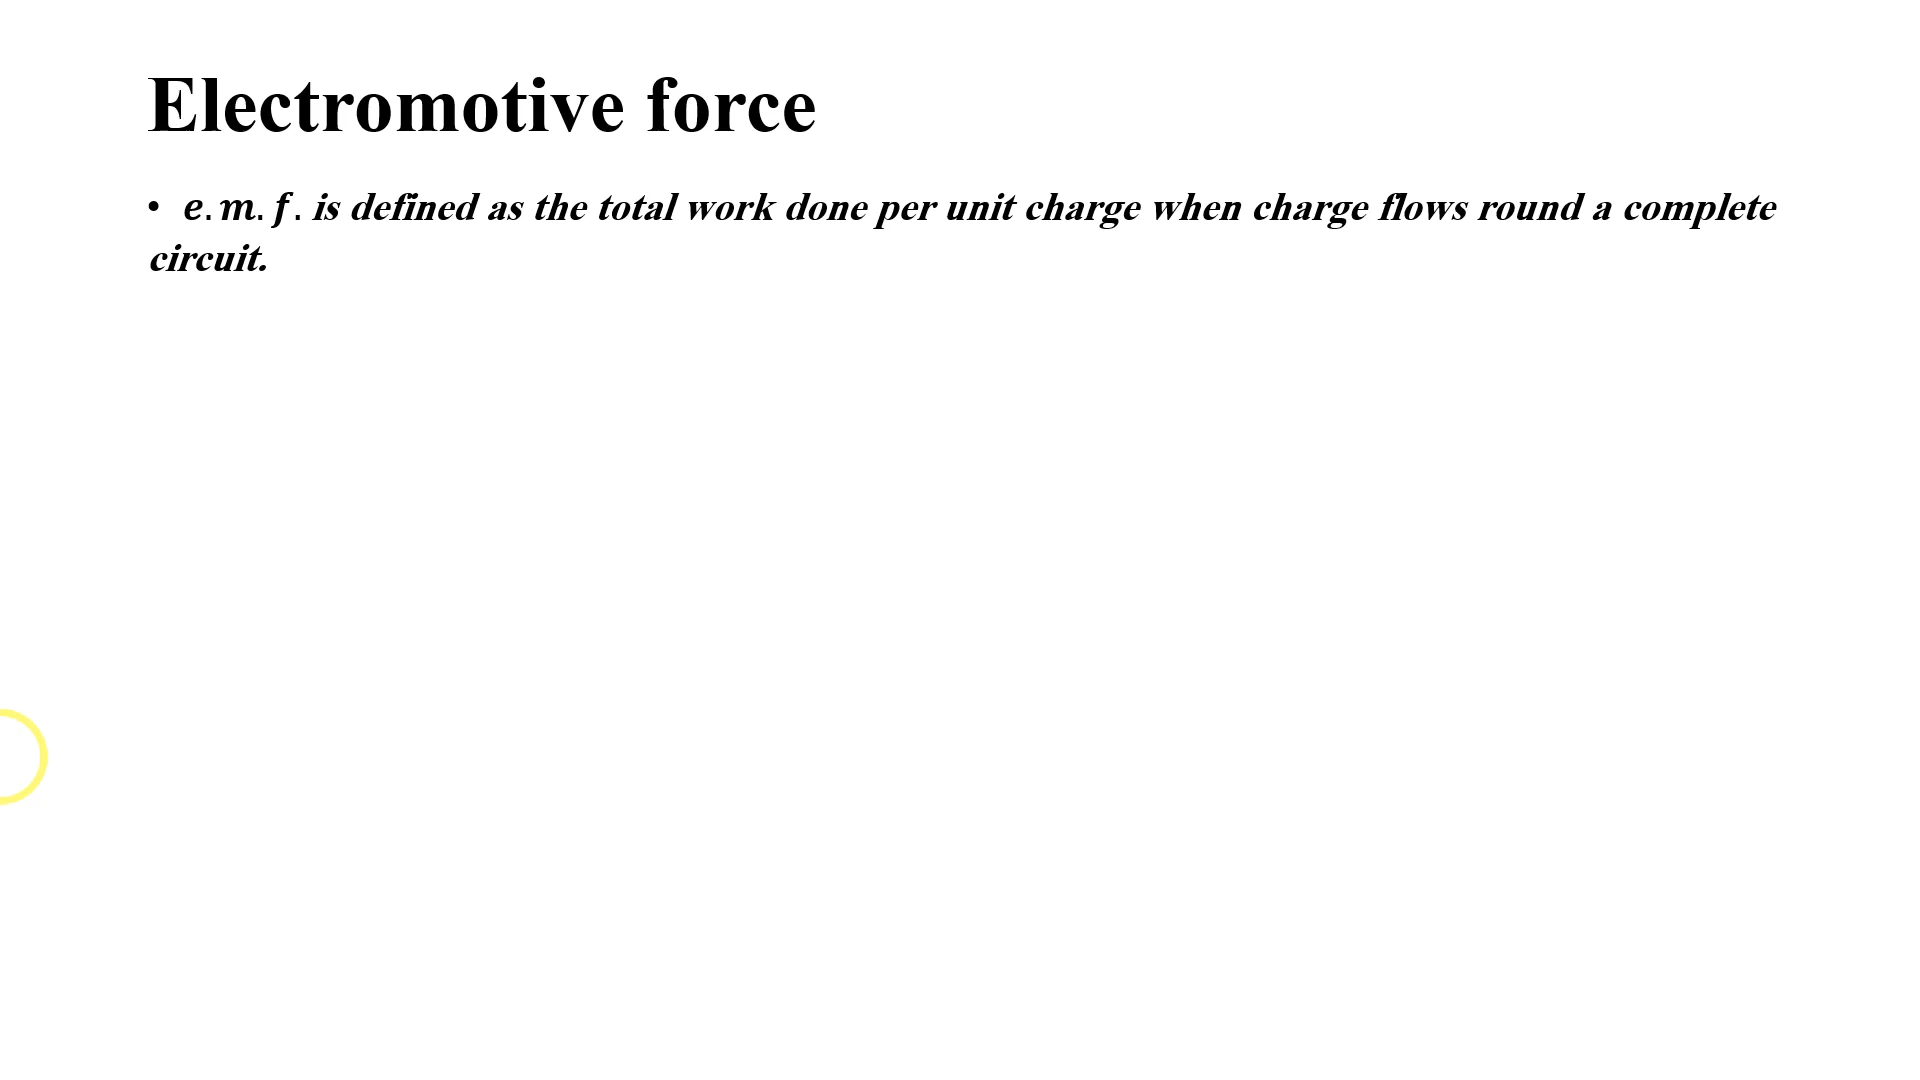 Electromotive force
• e.m.f. is defined as the total work done per unit charge when charge flows round a complete
circuit.